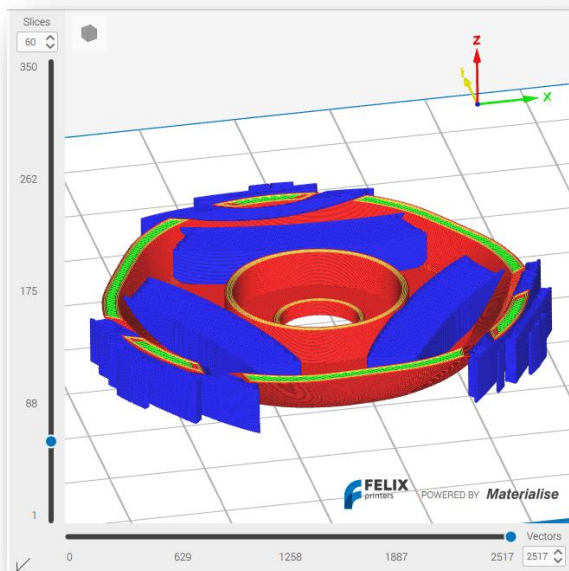 Slices
60
350
262
175
88
1
Z
Y
X
FELIX
printers
POWERED BY Materialise
Vectors
0 629 1258 1887 2517 2517